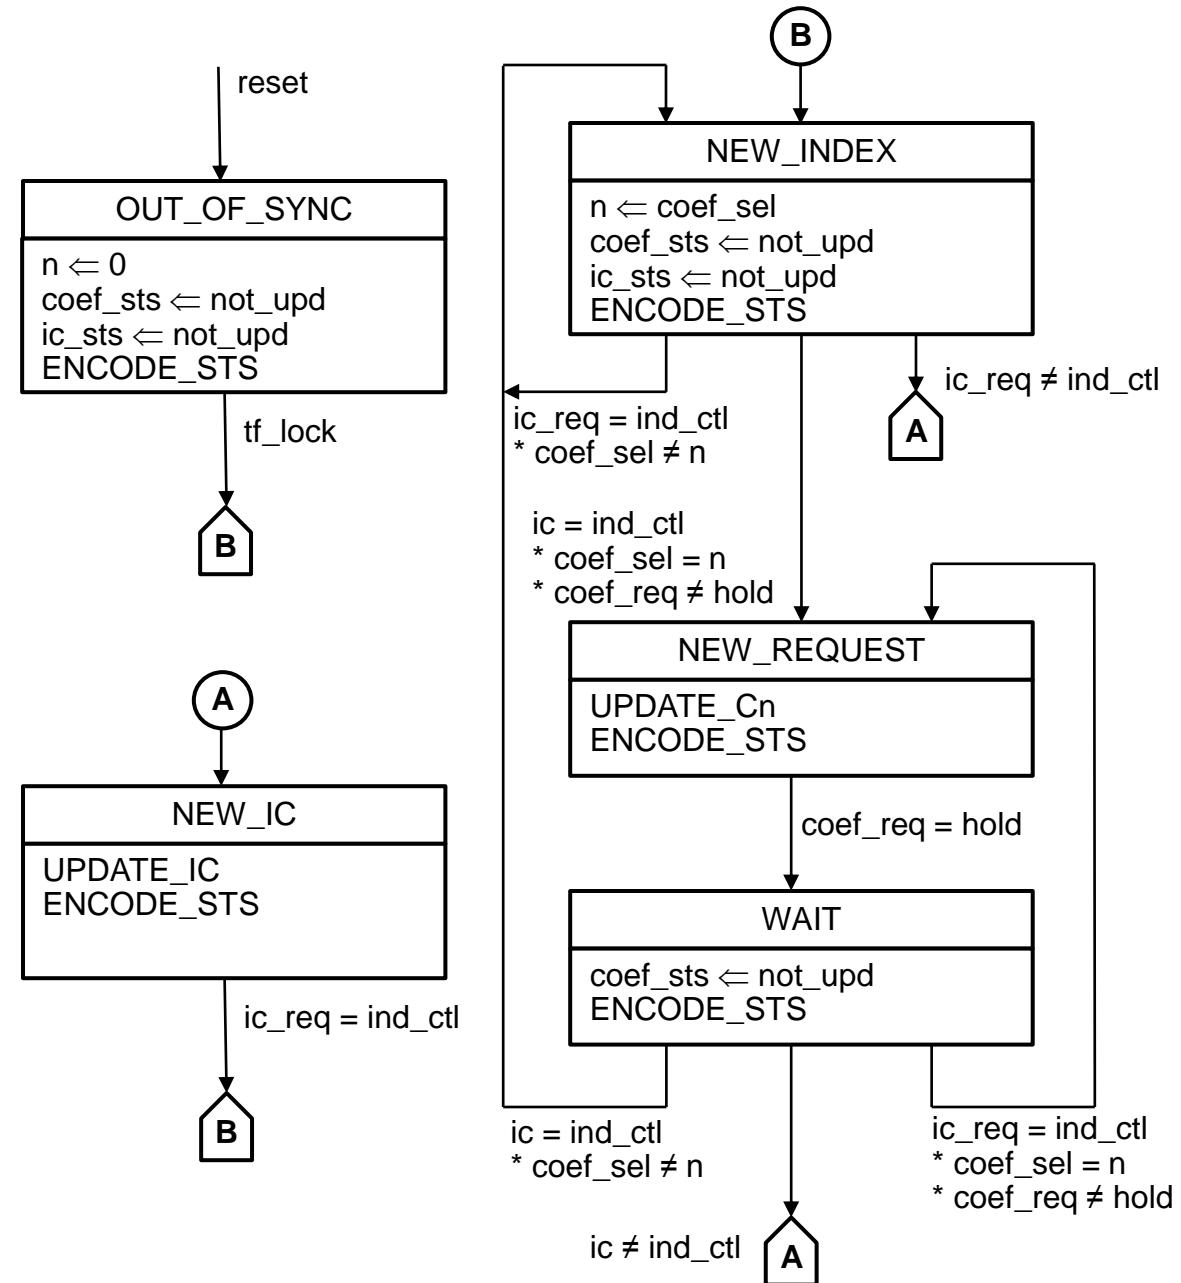 reset
OUT_OF_SYNC
n ⇐ 0
coef_sts ⇐ not_upd
ic_sts ⇐ not_upd
ENCODE_STS
tf_lock
B
A
NEW_IC
UPDATE_IC
ENCODE_STS
ic_req = ind_ctl
B
B
NEW_INDEX
n ⇐ coef_sel
coef_sts ⇐ not_upd
ic_sts ⇐ not_upd
ENCODE_STS
ic_req ≠ ind_ctl
A
ic_req = ind_ctl
* coef_sel ≠ n
ic = ind_ctl
* coef_sel = n
* coef_req ≠ hold
NEW_REQUEST
UPDATE_Cn
ENCODE_STS
coef_req = hold
WAIT
coef_sts ⇐ not_upd
ENCODE_STS
ic = ind_ctl
* coef_sel ≠ n
ic_req = ind_ctl
* coef_sel = n
* coef_req ≠ hold
ic ≠ ind_ctl
A